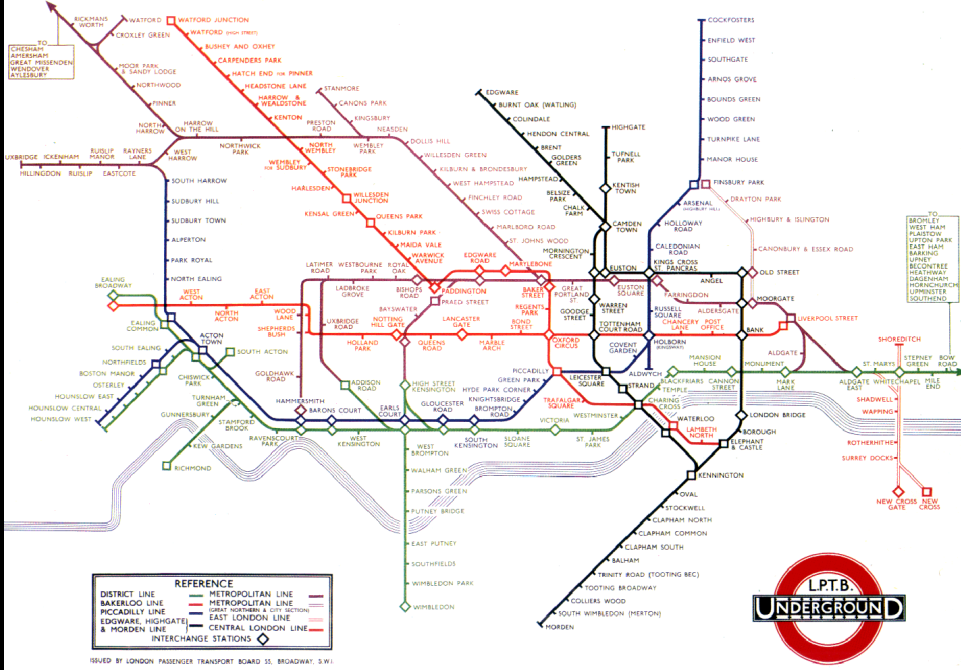 RICKMANS
WORTH
WATFORD
CROXLEY GREEN
WATFORD JUNCTION
WATFORD (HIGH STREET)
BUSHEY AND OXHEY
CARPENDERS PARK
HATCH END FOR PINNER
HEADSTONE LANE
HARROW &
WEALDSTONE
KENTON
TO
CHESHAM
AMERSHAM
GREAT MISSENDEN
WENDOVER
AYLESBURY
MOOR PARK
& SANDY LODGE
NORTHWOOD
PINNER
NORTH
HARROW
HARROW
ON THE HILL
NORTHWICK
PARK
PRESTON
ROAD
WEMBLEY
PARK
NEASDEN
STANMORE
CANONS PARK
KINGSBURY
DOLLIS HILL
WILLESDEN GREEN
KILBURN & BRONDESBURY
WEST HAMPSTEAD
FINCHLEY ROAD
SWISS COTTAGE
MARLBORO ROAD
ST. JOHNS WOOD
EDGWARE
BURNT OAK (WATLING)
COLINDALE
HENDON CENTRAL
BRENT
GOLDERS
GREEN
HAMPSTEAD
BELSIZE
PARK
CHALK
FARM
HIGHGATE
TUFNELL
PARK
KENTISH
TOWN
CAMDEN
TOWN
MORNINGTON
CRESCENT
COCKFOSTERS
ENFIELD WEST
SOUTHGATE
ARNOS GROVE
BOUNDS GREEN
WOOD GREEN
TURNPIKE LANE
MANOR HOUSE
FINSBURY PARK
ARSENAL
(HIGHBURY HILL)
DRAYTON PARK
HOLLOWAY
ROAD
HIGHBURY & ISLINGTON
CALEDONIAN
ROAD
CANONBURY & ESSEX ROAD
UXBRIDGE
ICKENHAM
RUISLIP
MANOR
RAYNERS
LANE
WEST
HARROW
HILLINGDON
RUISLIP
EASTCOTE
SOUTH HARROW
SUDBURY HILL
SUDBURY TOWN
ALPERTON
PARK ROYAL
NORTH EALING
NORTH
WEMBLEY
WEMBLEY
FOR SUDBURY
STONEBRIDGE
PARK
HARLESDEN
WILLESDEN
JUNCTION
KENSAL GREEN
QUEENS PARK
KILBURN PARK
MAIDA VALE
WARWICK
AVENUE
PADDINGTON
EDGWARE
ROAD
MARYLEBONE
BAKER
STREET
REGENTS
PARK
GREAT
PORTLAND
ST
EUSTON
EUSTON
SQUARE
KINGS CROSS
ST. PANCRAS
ANGEL
OLD STREET
FARRINGDON
ALDERSGATE
MOORGATE
LIVERPOOL STREET
TO
BROMLEY
WEST HAM
PLAISTOW
UPTON PARK
EAST HAM
BARKING
UPNEY
BECONTREE
HEATHWAY
DAGENHAM
HORNCHURCH
UPMINSTER
SOUTHEND
LATIMER
ROAD
WESTBOURNE
PARK
ROYAL
OAK
LADBROKE
GROVE
BISHOPS
ROAD
PRAED STREET
BAYSWATER
EALING
BROADWAY
WEST
ACTON
NORTH
ACTON
EAST
ACTON
WOOD
LANE
SHEPHERDS
BUSH
UXBRIDGE
ROAD
HOLLAND
PARK
NOTTING
HILL GATE
QUEENS
ROAD
LANCASTER
GATE
MARBLE
ARCH
BOND
STREET
OXFORD
CIRCUS
WARREN
STREET
GOODGE
STREET
TOTTENHAM
COURT ROAD
RUSSELL
SQUARE
HOLBORN
(KINGSWAY)
COVENT
GARDEN
CHANCERY
LANE
POST
OFFICE
BANK
ALDWYCH
ALDGATE
EALING
COMMON
ACTON
TOWN
SOUTH ACTON
SOUTH EALING
NORTHFIELDS
BOSTON MANOR
OSTERLEY
HOUNSLOW EAST
HOUNSLOW CENTRAL
HOUNSLOW WEST
CHISWICK
PARK
TURNHAM
GREEN
GUNNERSBURY
KEW GARDENS
RICHMOND
STAMFORD
BROOK
RAVENSCOURT
PARK
GOLDHAWK
ROAD
HAMMERSMITH
BARONS COURT
WEST
KENSINGTON
ADDISON
ROAD
EARLS
COURT
HIGH STREET
KENSINGTON
GLOUCESTER
ROAD
SOUTH
KENSINGTON
BROMPTON
ROAD
KNIGHTSBRIDGE
HYDE PARK CORNER
GREEN PARK
PICCADILLY
LEICESTER
SQUARE
TRAFALGAR
SQUARE
STRAND
CHARING
CROSS
SLOANE
SQUARE
VICTORIA
ST. JAMES
PARK
WESTMINSTER
TEMPLE
BLACKFRIARS
MANSION
HOUSE
CANNON
STREET
MONUMENT
MARK
LANE
ALDGATE
EAST
ST. MARYS
WHITECHAPEL
STEPNEY
GREEN
MILE
END
BOW
ROAD
SHOREDITCH
SHADWELL
WAPPING
ROTHERHITHE
SURREY DOCKS
NEW CROSS
GATE
NEW
CROSS
LONDON BRIDGE
BOROUGH
WATERLOO
LAMBETH
NORTH
ELEPHANT
& CASTLE
KENNINGTON
OVAL
STOCKWELL
CLAPHAM NORTH
CLAPHAM COMMON
CLAPHAM SOUTH
BALHAM
TRINITY ROAD (TOOTING BEC)
TOOTING BROADWAY
COLLIERS WOOD
SOUTH WIMBLEDON (MERTON)
MORDEN
WEST
BROMPTON
WALHAM GREEN
PARSONS GREEN
PUTNEY BRIDGE
EAST PUTNEY
SOUTHFIELDS
WIMBLEDON PARK
WIMBLEDON
REFERENCE
DISTRICT LINE
BAKERLOO LINE
PICCADILLY LINE
EDGWARE, HIGHGATE
& MORDEN LINE
METROPOLITAN LINE
METROPOLITAN LINE
(GREAT NORTHERN & CITY SECTION)
EAST LONDON LINE
CENTRAL LONDON LINE
INTERCHANGE STATIONS
ISSUED BY LONDON PASSENGER TRANSPORT BOARD 55, BROADWAY, S.W.1.
L.P.T.B.
UNDERGROUND